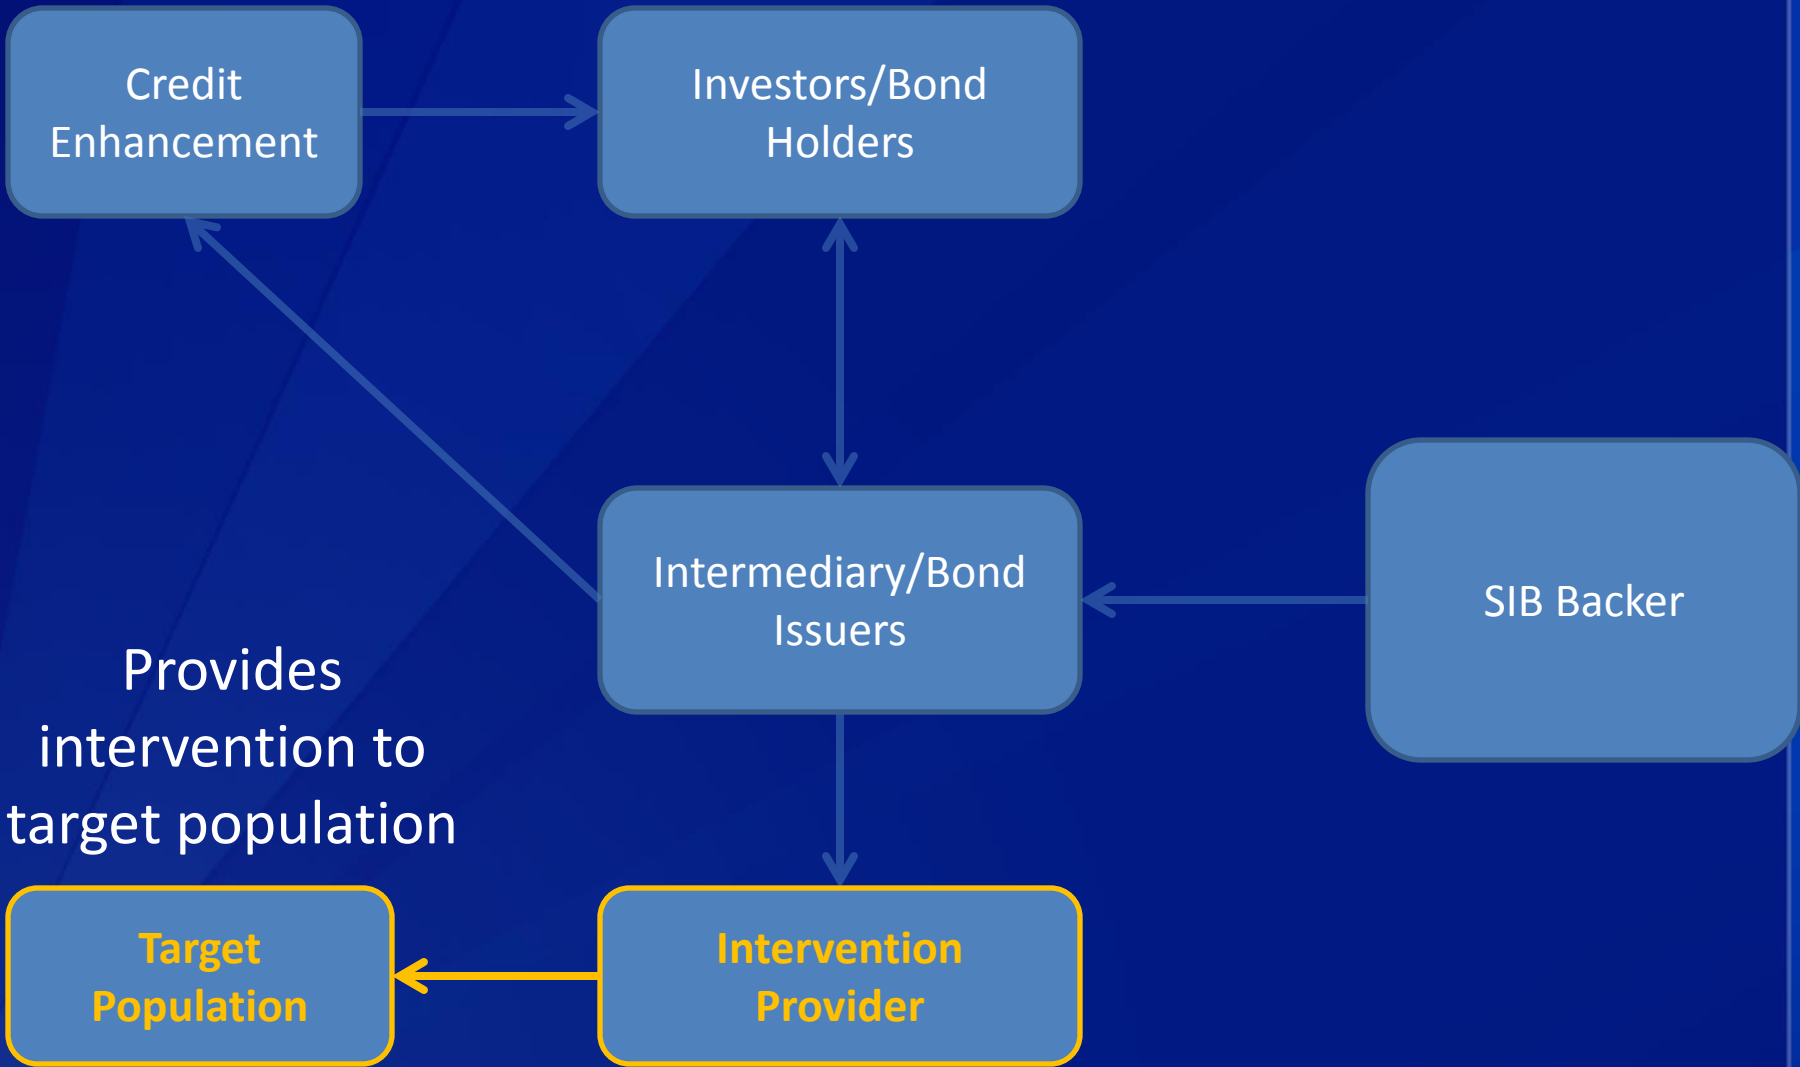 Credit
Enhancement
Investors/Bond
Holders
Intermediary/Bond
Issuers
SIB Backer
Provides
intervention to
target population
Target
Population
Intervention
Provider